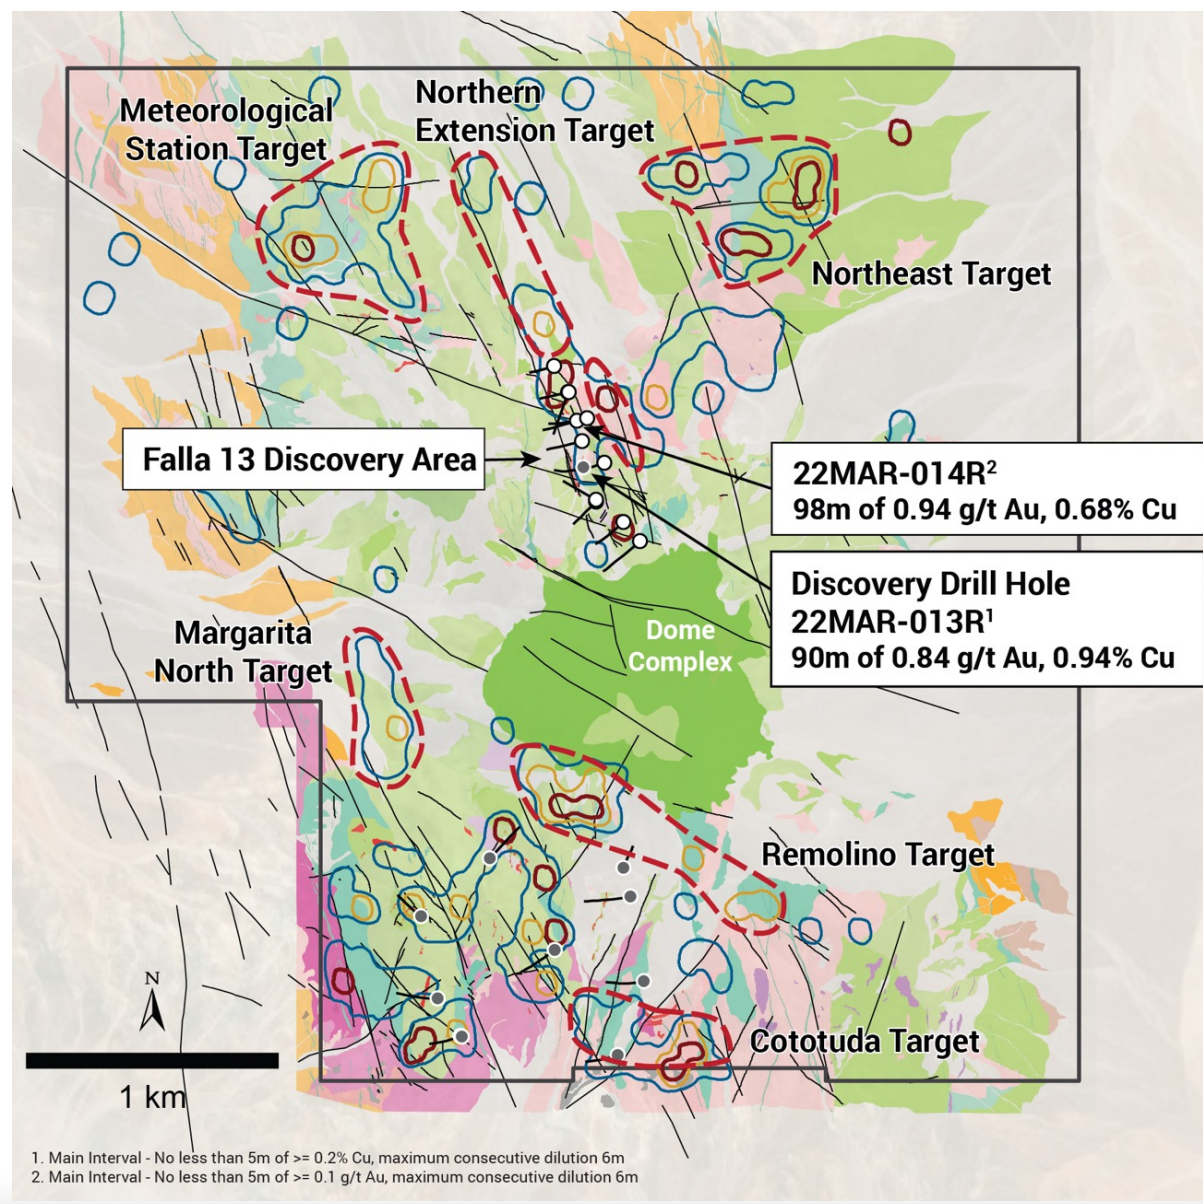 Meteorological
Station Target
Northern
Extension Target
Northeast Target
Falla 13 Discovery Area
22MAR-014R²
98m of 0.94 g/t Au, 0.68% Cu
Discovery Drill Hole
22MAR-013R¹
90m of 0.84 g/t Au, 0.94% Cu
Dome
Complex
Margarita
North Target
Remolino Target
Cototuda Target
N
1 km
1. Main Interval - No less than 5m of >= 0.2% Cu, maximum consecutive dilution 6m
2. Main Interval - No less than 5m of >= 0.1 g/t Au, maximum consecutive dilution 6m